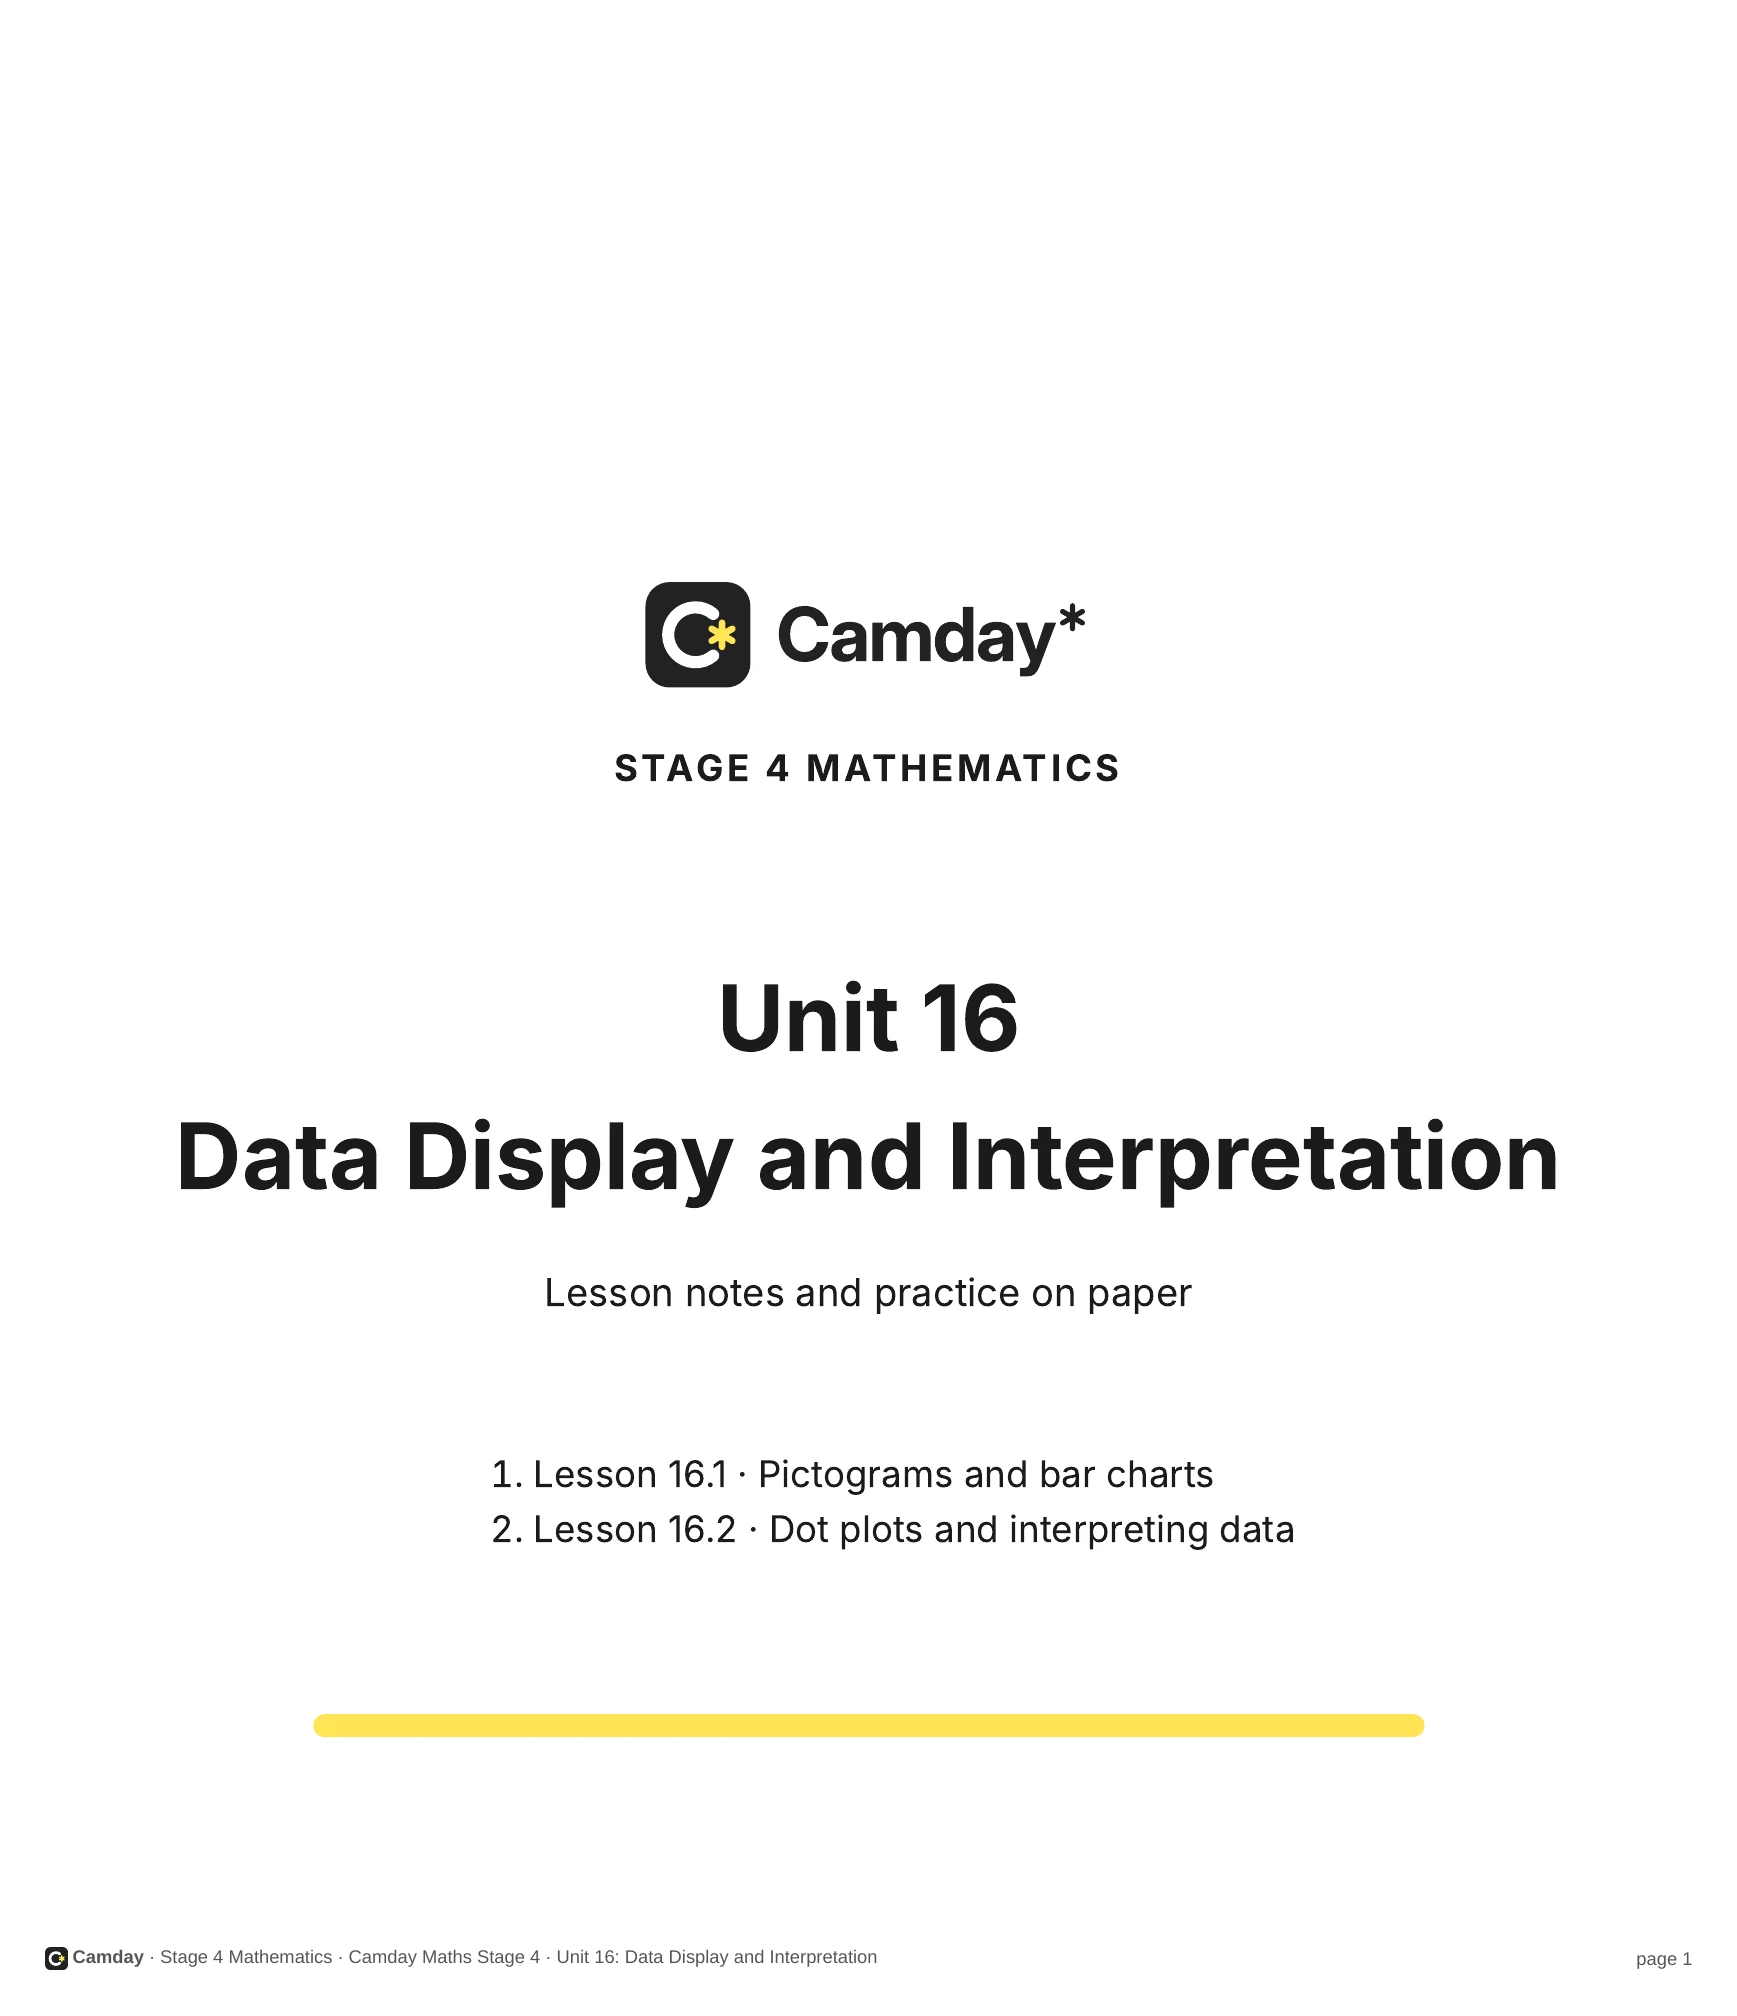 Camday*
STAGE 4 MATHEMATICS
Unit 16
Data Display and Interpretation
Lesson notes and practice on paper
1. Lesson 16.1 · Pictograms and bar charts
2. Lesson 16.2 · Dot plots and interpreting data
Camday · Stage 4 Mathematics · Camday Maths Stage 4 · Unit 16: Data Display and Interpretation
page 1